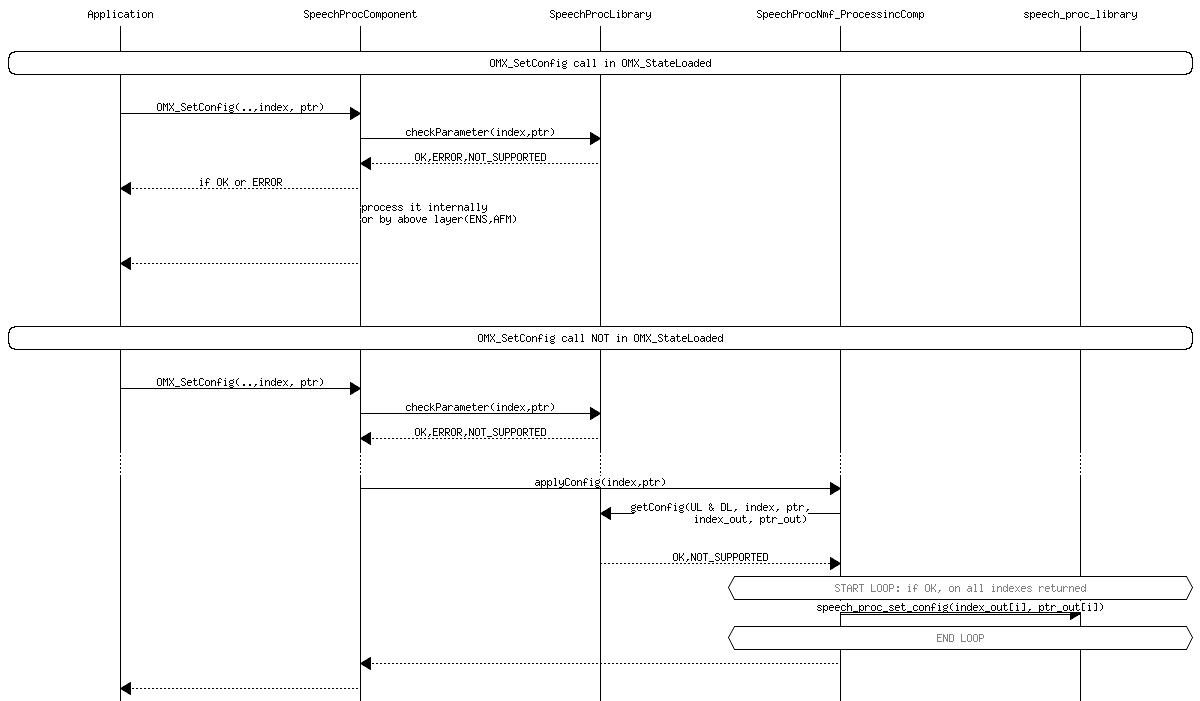 Application SpeechProcComponent SpeechProcLibrary SpeechProcNmf_ProcessincComp speech_proc_library
OMX_SetConfig call in OMX_StateLoaded
OMX_SetConfig(..,index, ptr)
checkParameter(index,ptr)
OK,ERROR,NOT_SUPPORTED
if OK or ERROR
process it internally
or by above layer(ENS,AFM)
OMX_SetConfig call NOT in OMX_StateLoaded
OMX_SetConfig(..,index, ptr)
checkParameter(index,ptr)
OK,ERROR,NOT_SUPPORTED
applyConfig(index,ptr)
getConfig(UL & DL, index, ptr,
index_out, ptr_out)
OK,NOT_SUPPORTED
START LOOP: if OK, on all indexes returned
speech_proc_set_config(index_out[i], ptr_out[i])
END LOOP